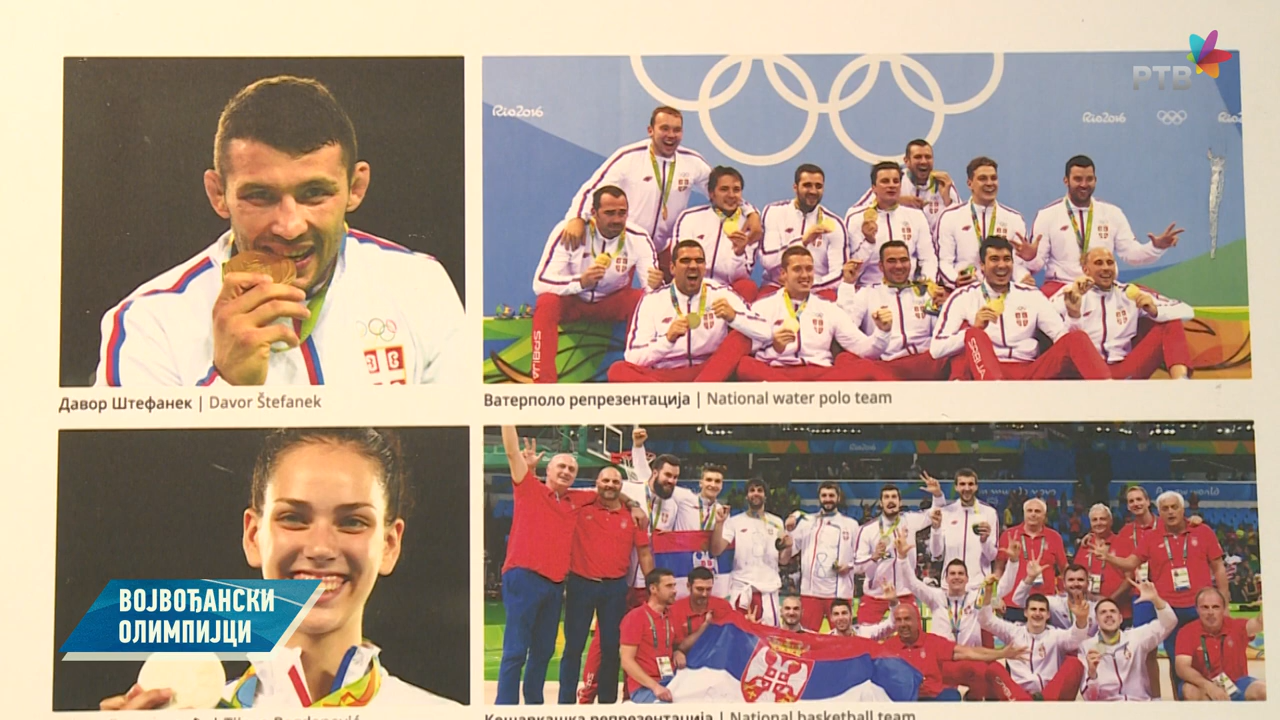 РТВ
Rio2016
Rio2016
Rio2
SRBIJA
Давор Штефанек | Davor Štefanek
Ватерполо репрезентација | National water polo team
ВОЈВОЂАНСКИ
ОЛИМПИЈЦИ
Кошаркашка репрезентација | National basketball team